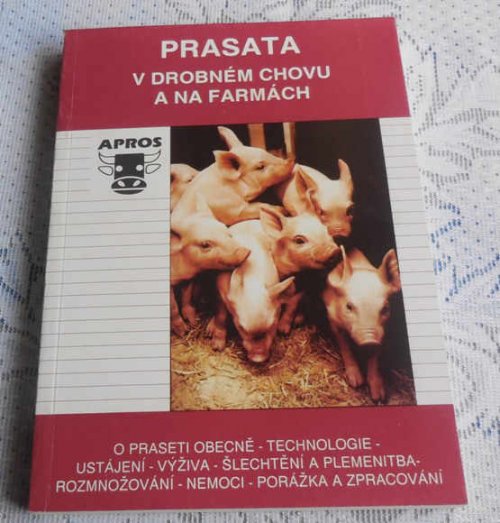 PRASATA
V DROBNÉM CHOVU
A NA FARMÁCH
APROS
O PRASETI OBECNĚ - TECHNOLOGIE -
USTÁJENÍ - VÝŽIVA - ŠLECHTĚNÍ A PLEMENITBA-
ROZMNOŽOVÁNÍ - NEMOCI - PORÁŽKA A ZPRACOVÁNÍ